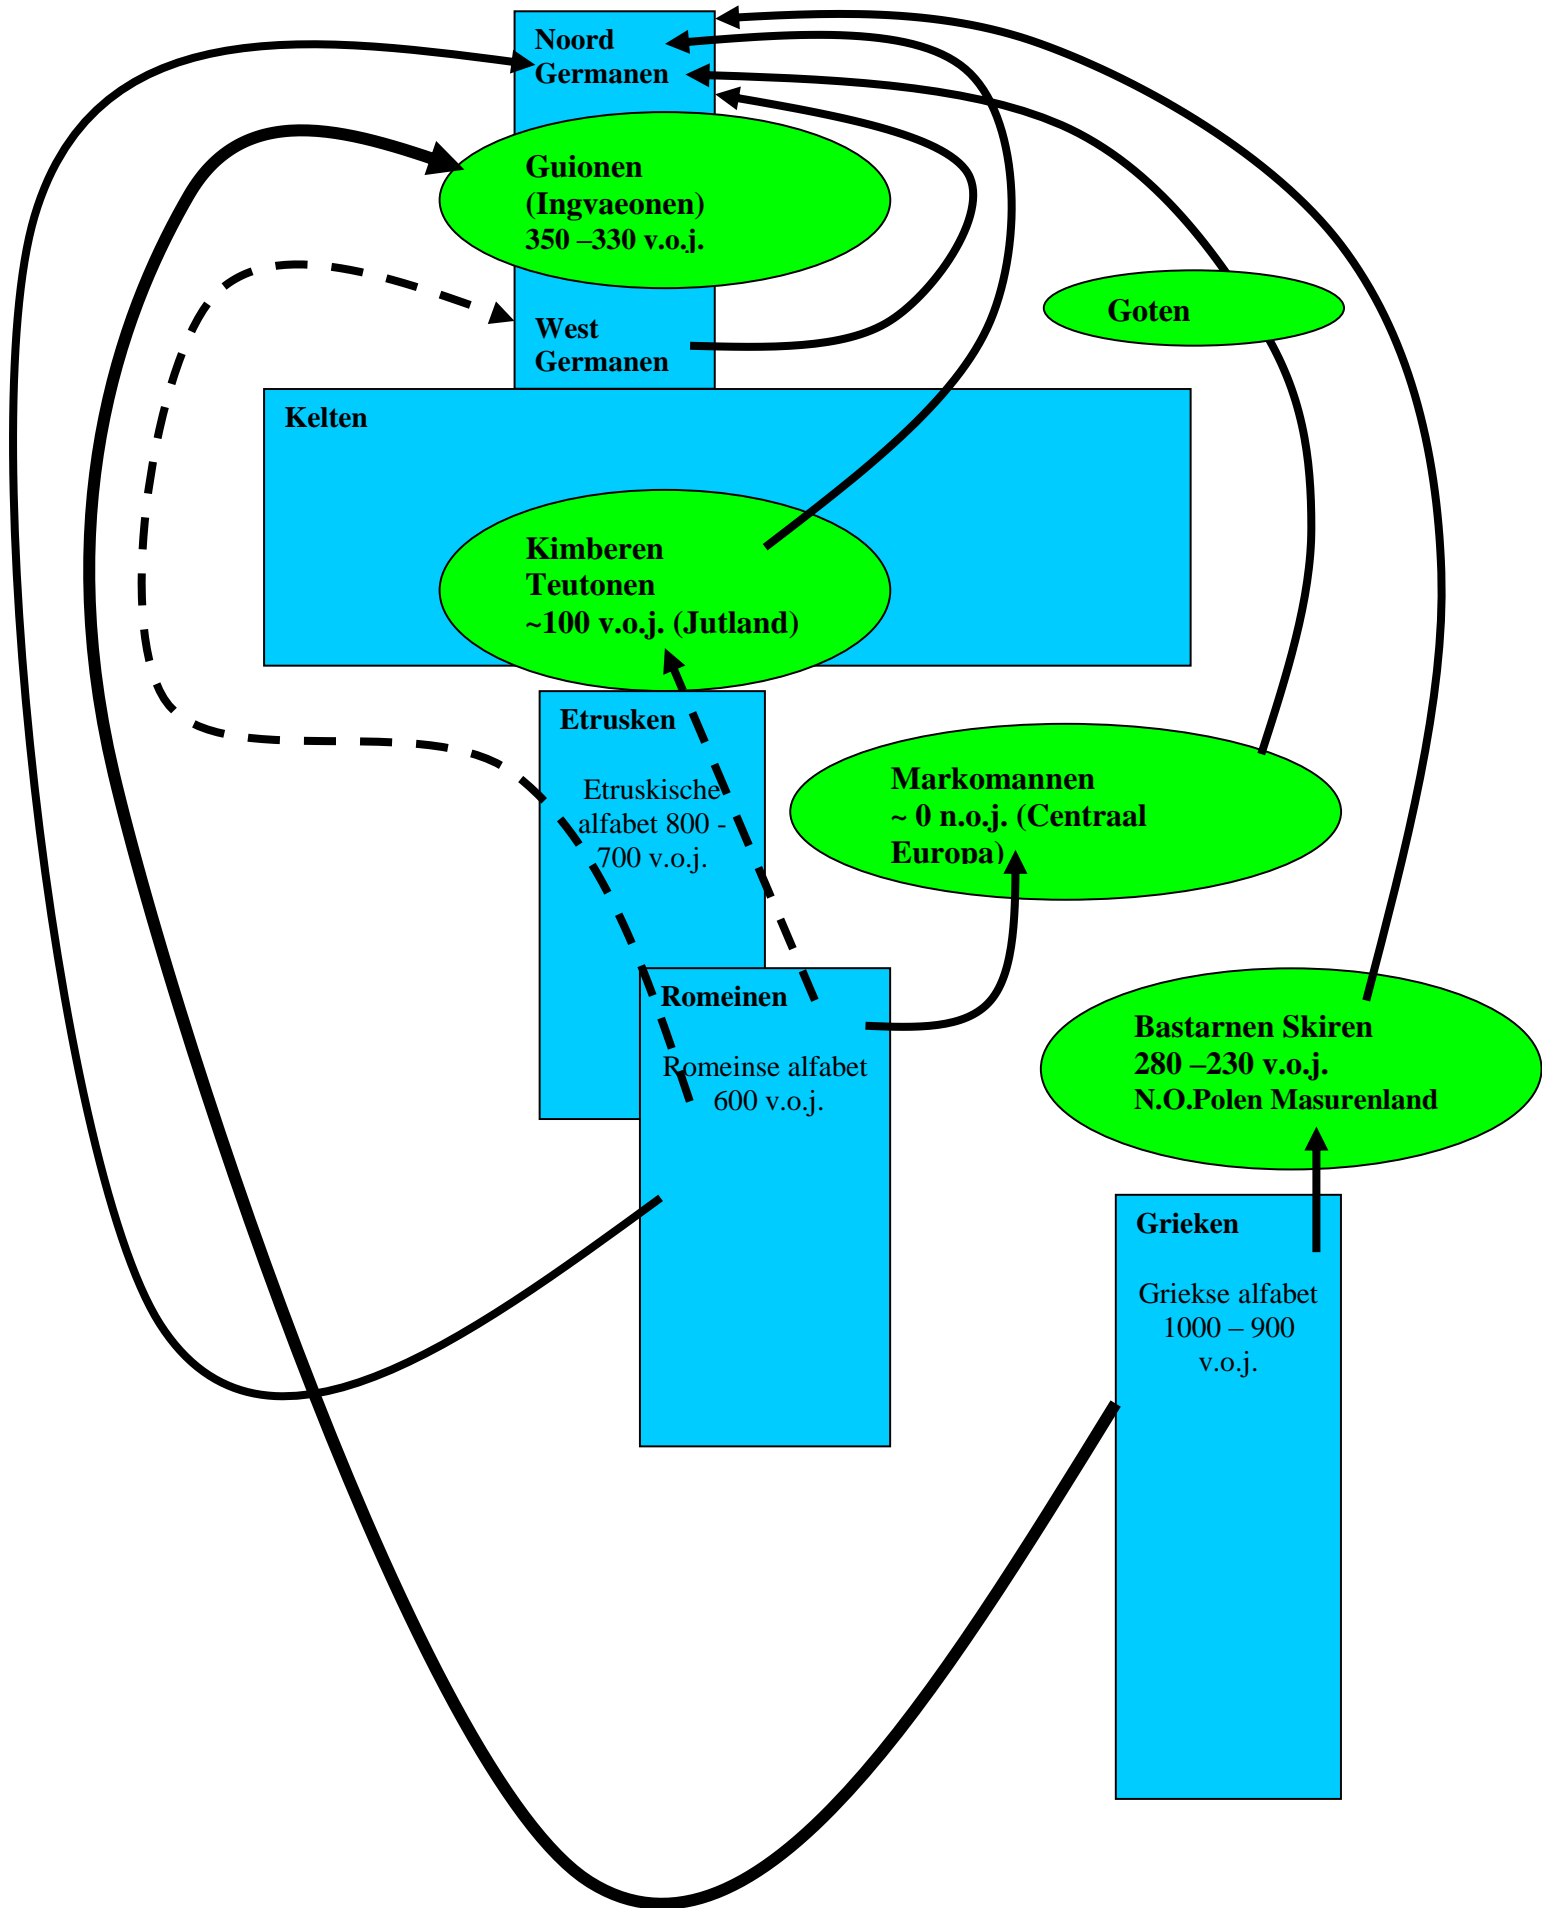 Noord
Germanen
Guionen
(Ingvaeonen)
350 –330 v.o.j.
Goten
West
Germanen
Kelten
Kimberen
Teutonen
~100 v.o.j. (Jutland)
Etrusken
Etruskische
alfabet 800 -
700 v.o.j.
Markomannen
~ 0 n.o.j. (Centraal
Europa)
Romeinen
Romeinse alfabet
600 v.o.j.
Bastarnen Skiren
280 –230 v.o.j.
N.O.Polen Masurenland
Grieken
Griekse alfabet
1000 – 900
v.o.j.